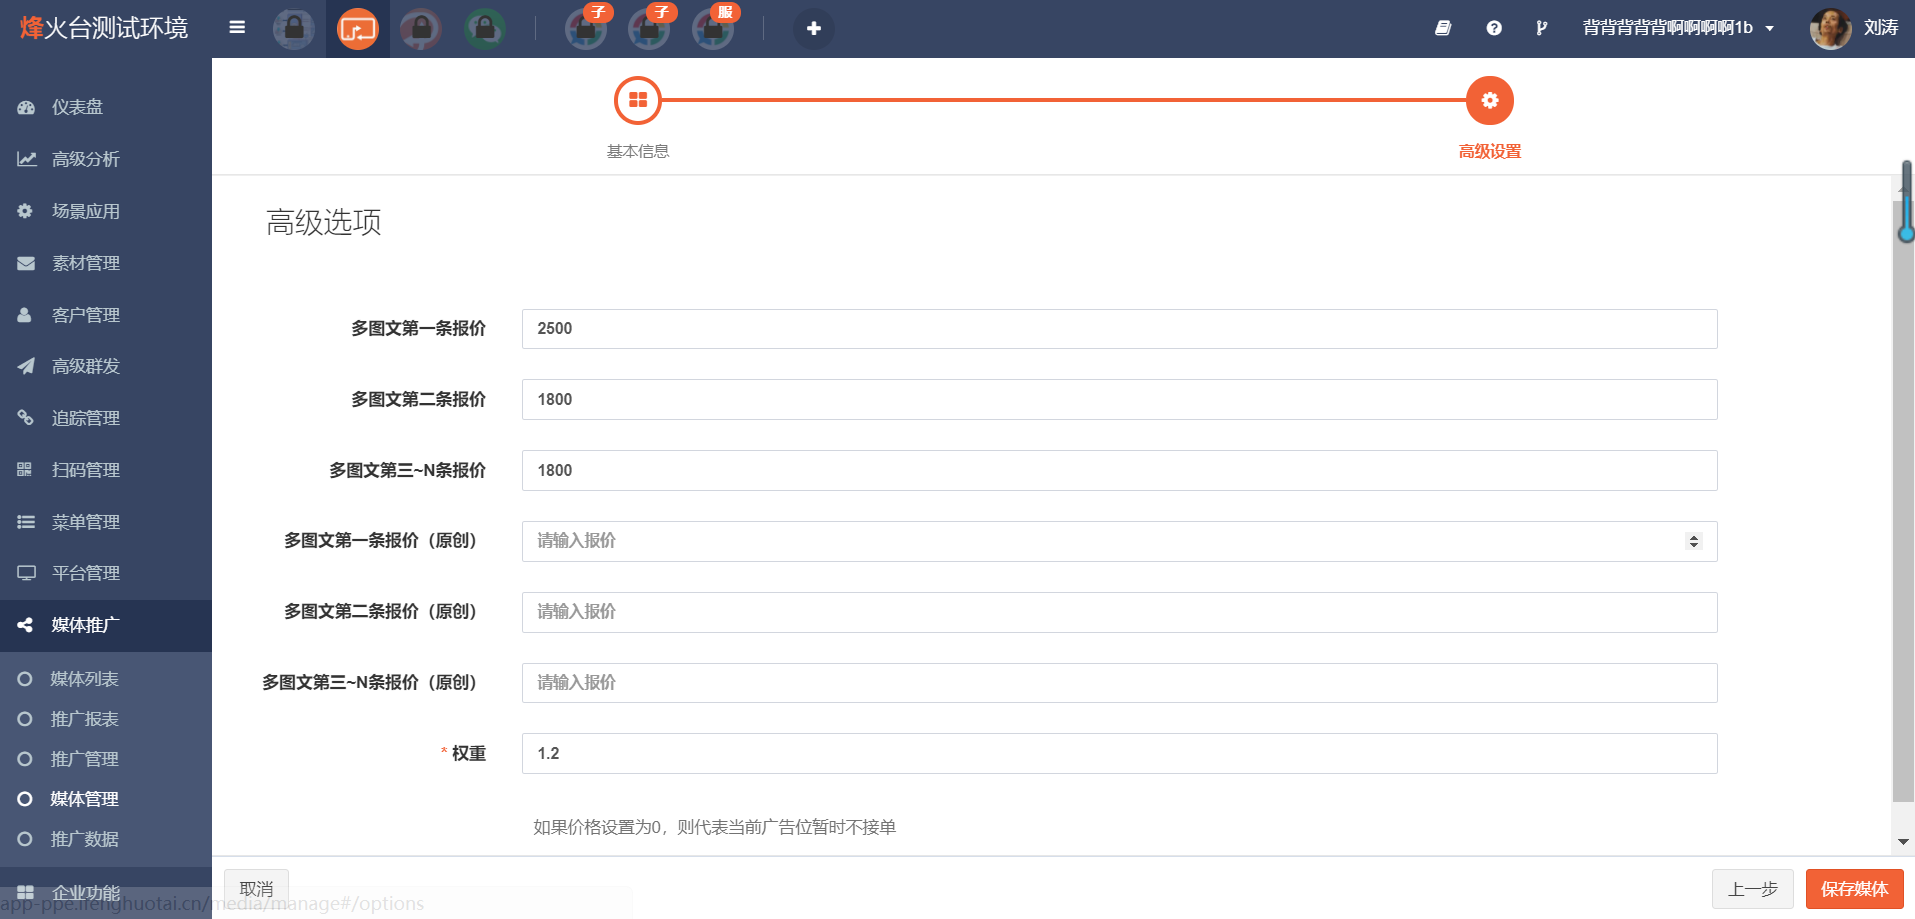 烽火台测试环境
子
子
服
背背背背背啊啊啊啊1b
刘涛
仪表盘
高级分析
场景应用
素材管理
客户管理
高级群发
追踪管理
扫码管理
菜单管理
平台管理
媒体推广
媒体列表
推广报表
推广管理
媒体管理
推广数据
企业功能
基本信息
高级设置
高级选项
多图文第一条报价
2500
多图文第二条报价
1800
多图文第三~N条报价
1800
多图文第一条报价（原创）
请输入报价
多图文第二条报价（原创）
请输入报价
多图文第三~N条报价（原创）
请输入报价
* 权重
1.2
如果价格设置为0，则代表当前广告位暂时不接单
取消
上一步
保存媒体
app-ppe.ifenghuotai.cn/media/manage#/options